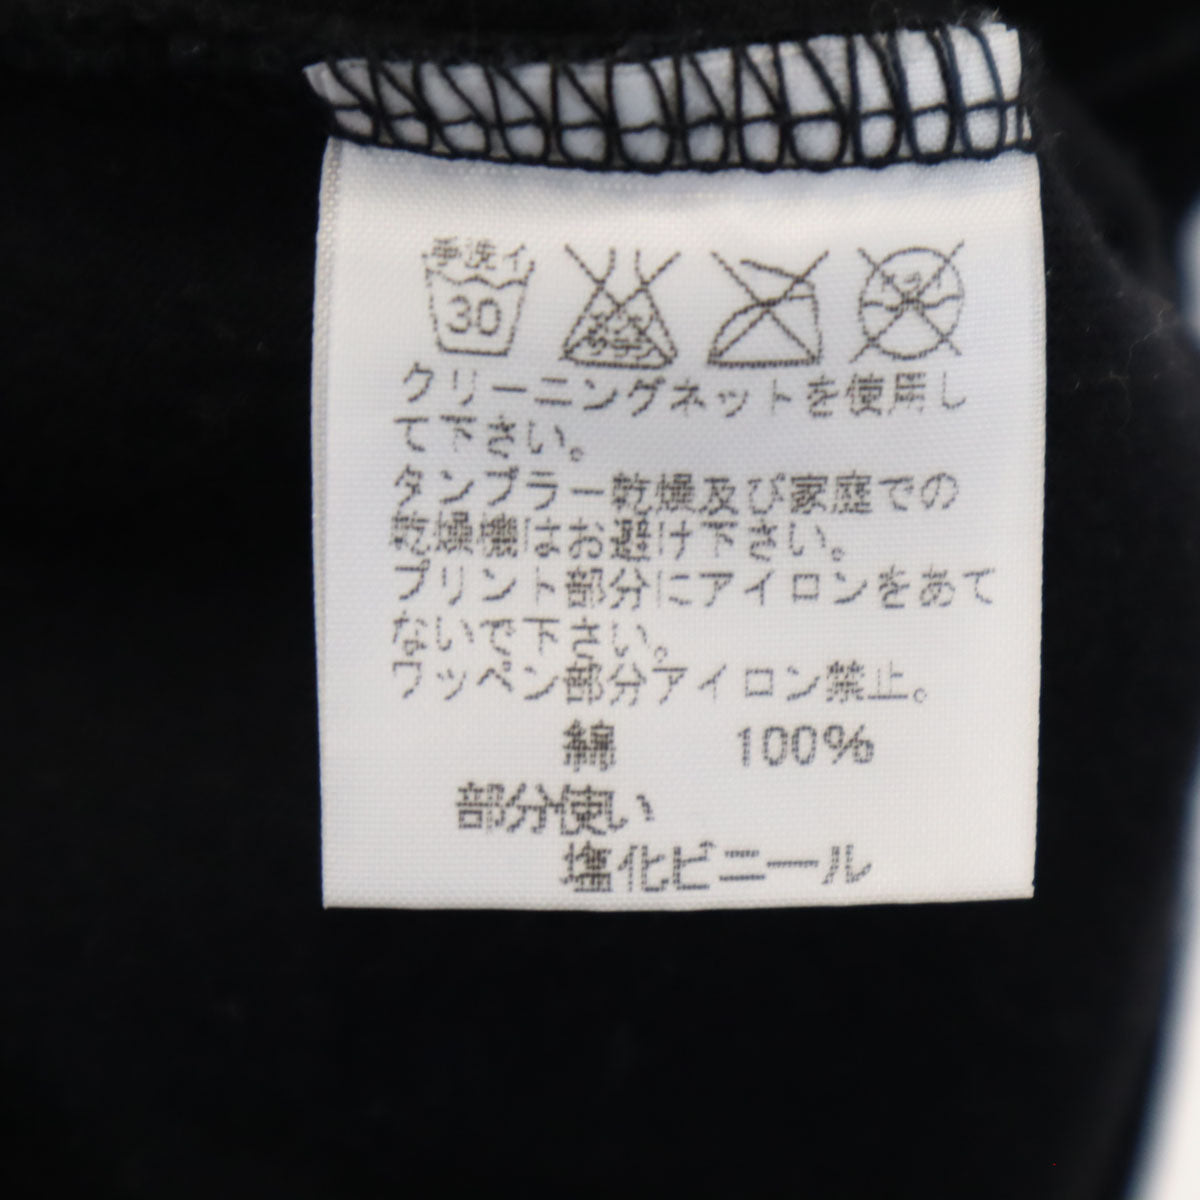 手洗イ
30
クリーニングネットを使用し
て下さい。
タンブラー乾燥及び家庭での
乾燥機はお避け下さい。
プリント部分にアイロンをあて
ないで下さい。
ワッペン部分アイロン禁止。
綿 100%
部分使い
塩化ビニール